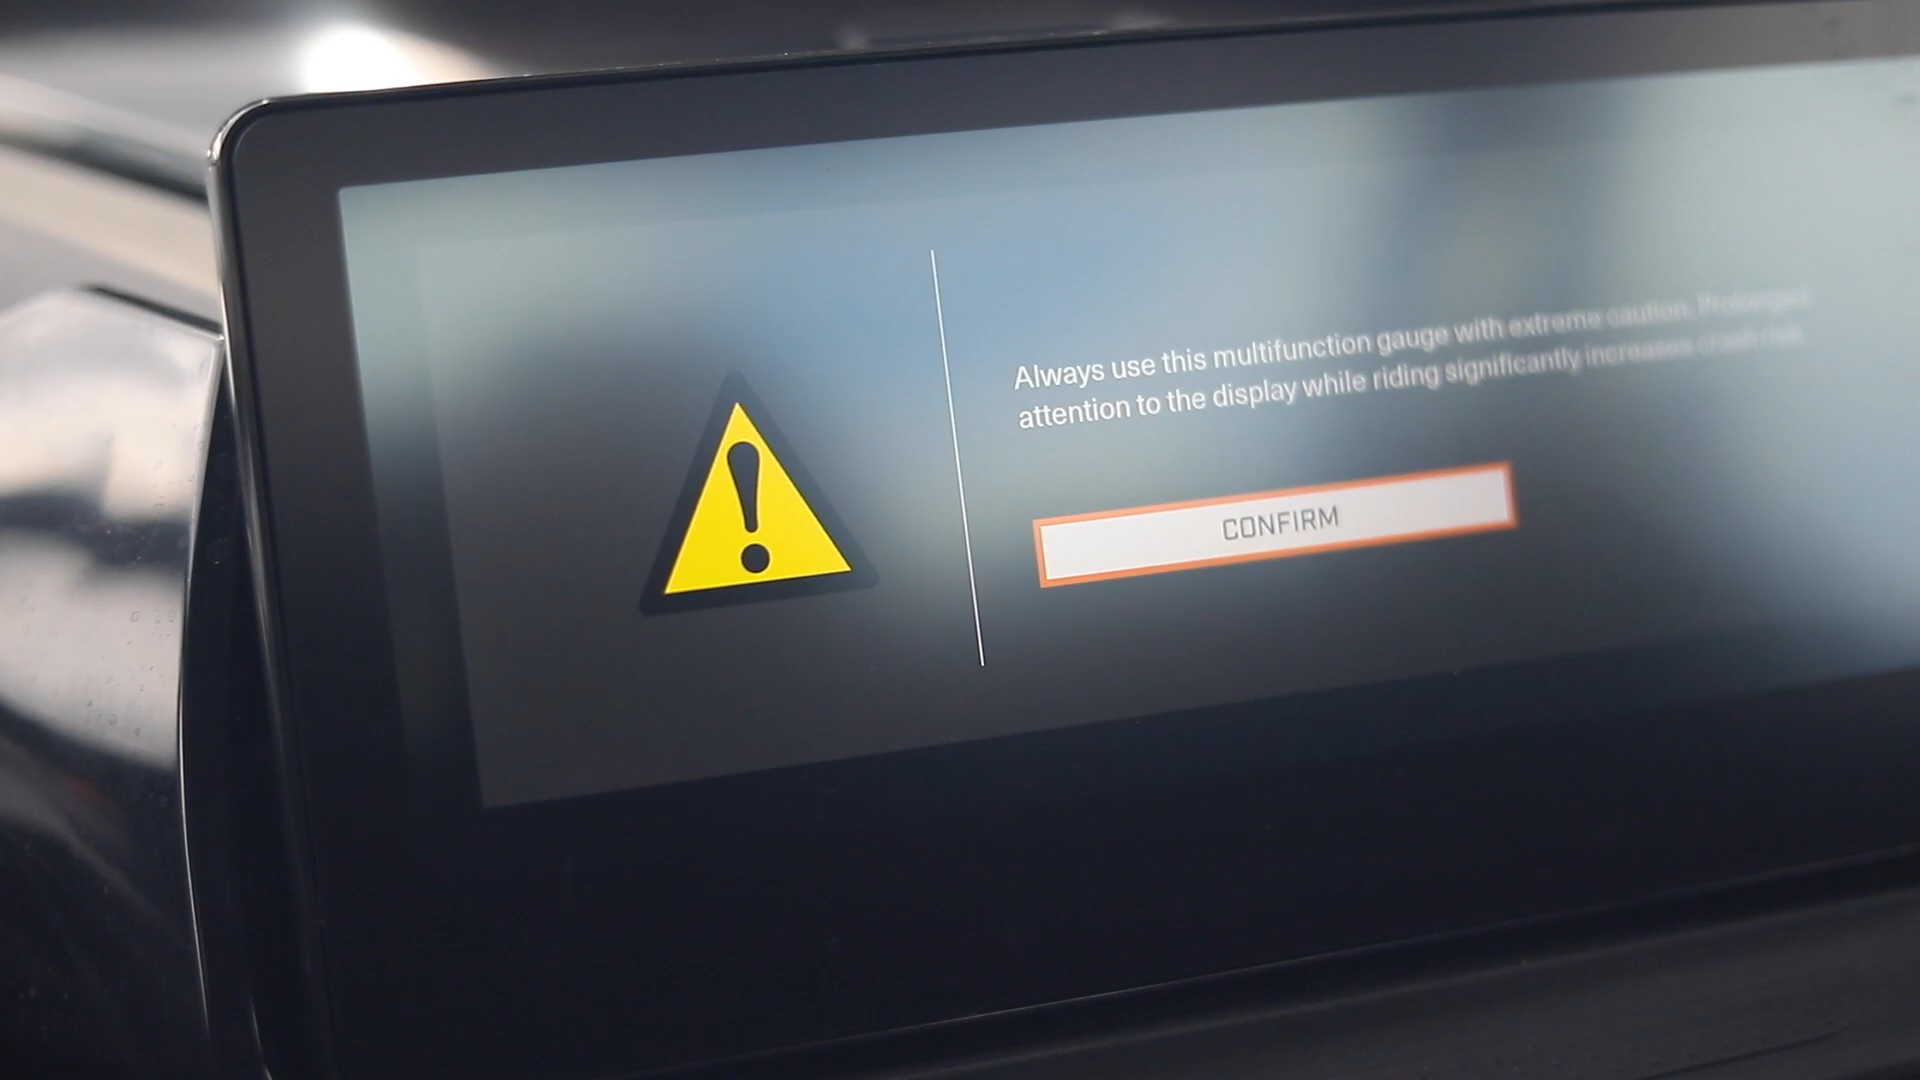 Always use this multifunction gauge with extreme caution. Prolonged
attention to the display while riding significantly increases crash risk.
CONFIRM